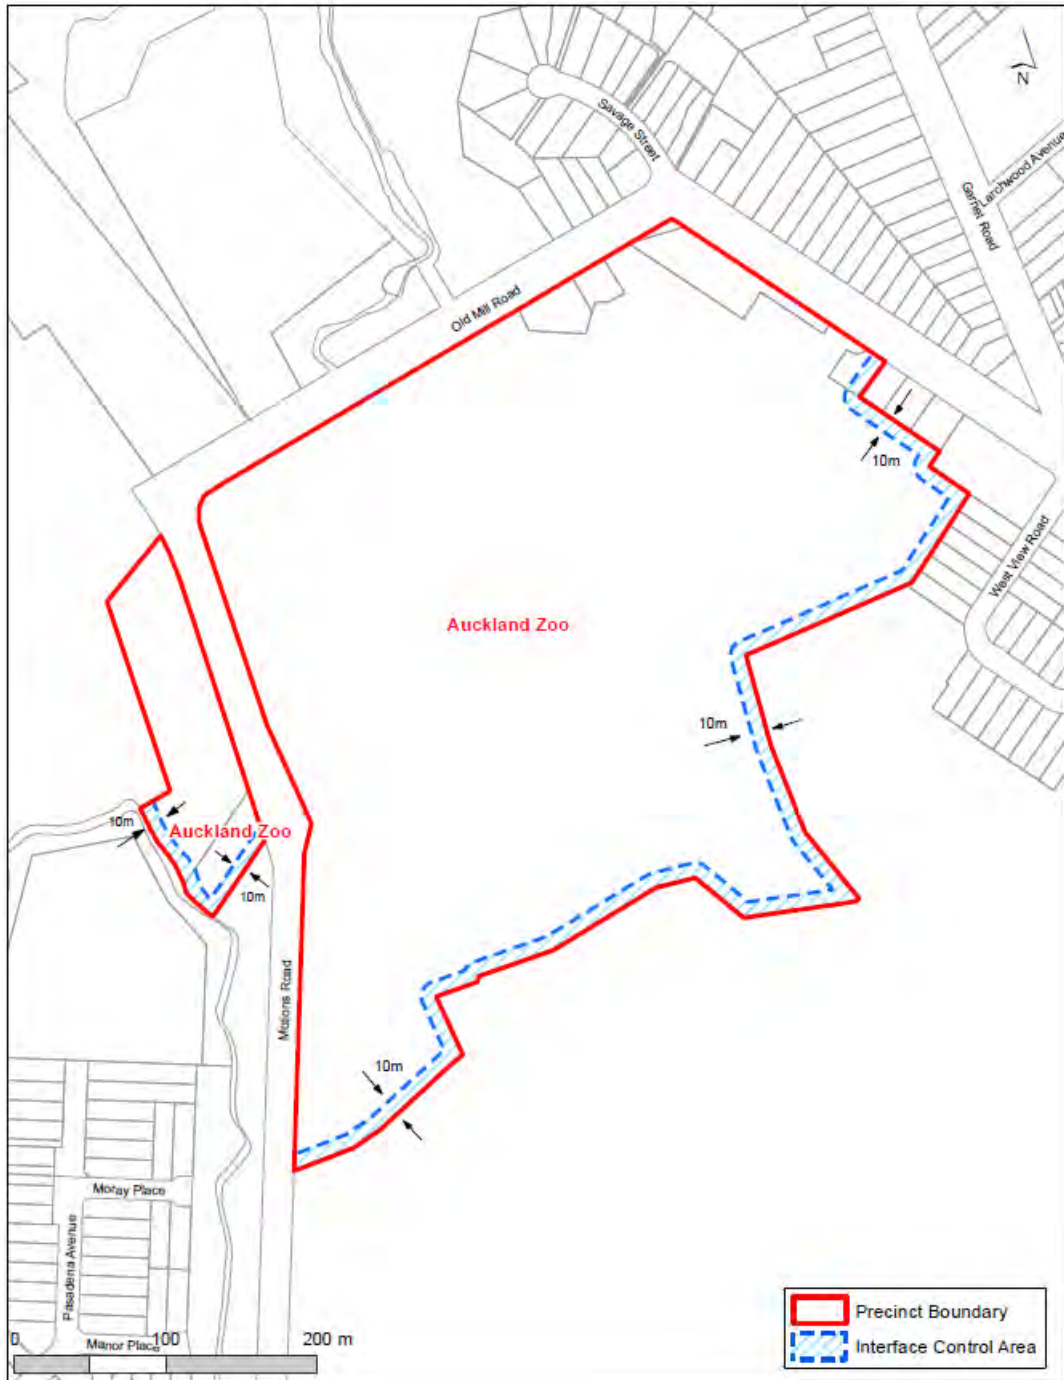 N
Savage Street
Larchwood Avenue
Garnet Road
Old Mill Road
10m
West View Road
Auckland Zoo
10m
10m
Auckland Zoo
10m
Motions Road
10m
Moray Place
Pasadena Avenue
Manor Place
0 100 200 m
Precinct Boundary
Interface Control Area